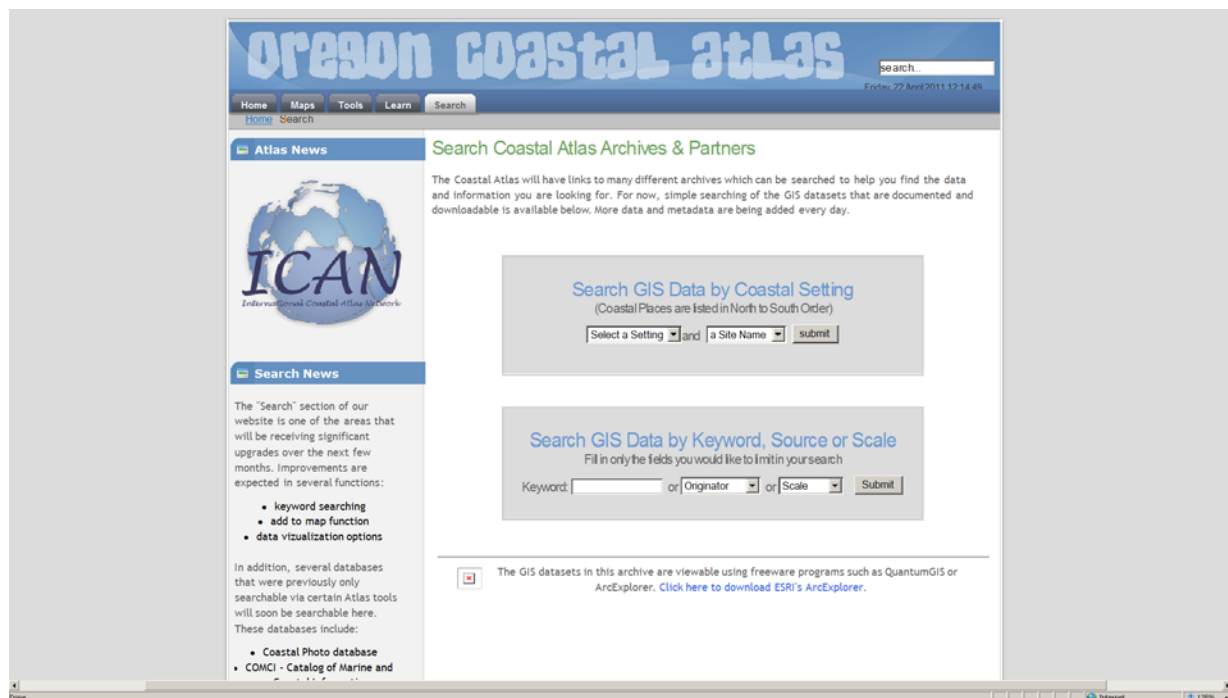 oregon coastal atlas
search...
Friday, 22 April 2011 12:14:49
Home Maps Tools Learn Search
Home Search
Atlas News
ICAN
International Coastal Atlas Network
Search News
The "Search" section of our
website is one of the areas that
will be receiving significant
upgrades over the next few
months. Improvements are
expected in several functions:
• keyword searching
• add to map function
• data vizualization options
In addition, several databases
that were previously only
searchable via certain Atlas tools
will soon be searchable here.
These databases include:
• Coastal Photo database
• COMCI - Catalog of Marine and
Search Coastal Atlas Archives & Partners
The Coastal Atlas will have links to many different archives which can be searched to help you find the data
and information you are looking for. For now, simple searching of the GIS datasets that are documented and
downloadable is available below. More data and metadata are being added every day.
Search GIS Data by Coastal Setting
(Coastal Places are listed in North to South Order)
Select a Setting and a Site Name submit
Search GIS Data by Keyword, Source or Scale
Fill in only the fields you would like to limit in your search
Keyword: or Originator or Scale Submit
The GIS datasets in this archive are viewable using freeware programs such as QuantumGIS or
ArcExplorer. Click here to download ESRI's ArcExplorer.
Done
Internet
125%